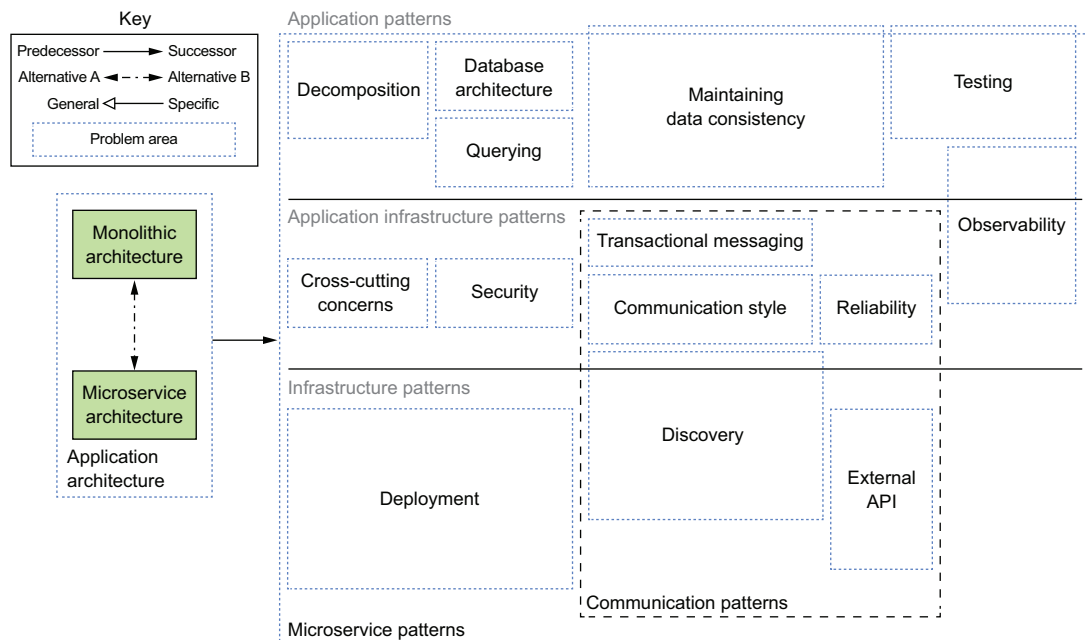 Key
Predecessor
Successor
Alternative A
Alternative B
General
Specific
Problem area
Monolithic
architecture
Microservice
architecture
Application
architecture
Application patterns
Decomposition
Database
architecture
Querying
Maintaining
data consistency
Testing
Observability
Application infrastructure patterns
Cross-cutting
concerns
Security
Transactional messaging
Communication style
Reliability
Infrastructure patterns
Deployment
Discovery
External
API
Communication patterns
Microservice patterns